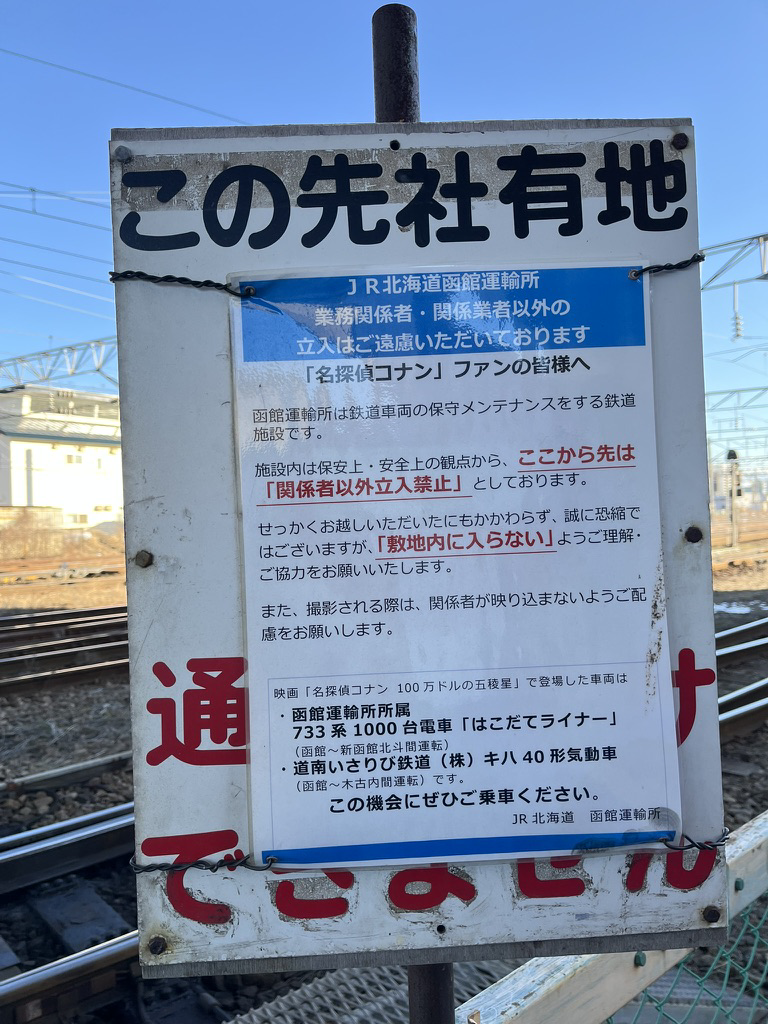 この先社有地
JR北海道函館運輸所
業務関係者・関係業者以外の
立入はご遠慮いただいております
「名探偵コナン」ファンの皆様へ
函館運輸所は鉄道車両の保守メンテナンスをする鉄道
施設です。
施設内は保安上・安全上の観点から、ここから先は
「関係者以外立入禁止」としております。
せっかくお越しいただいたにもかかわらず、誠に恐縮で
はございますが、「敷地内に入らない」ようご理解・
ご協力をお願いいたします。
また、撮影される際は、関係者が映り込まないようご配
慮をお願いします。
映画「名探偵コナン 100万ドルの五稜星」で登場した車両は
・函館運輸所所属
733系1000台電車「はこだてライナー」
（函館～新函館北斗間運転）
・道南いさりび鉄道（株）キハ40形気動車
（函館～木古内間運転）です。
この機会にぜひご乗車ください。
JR北海道 函館運輸所
通 け
できません